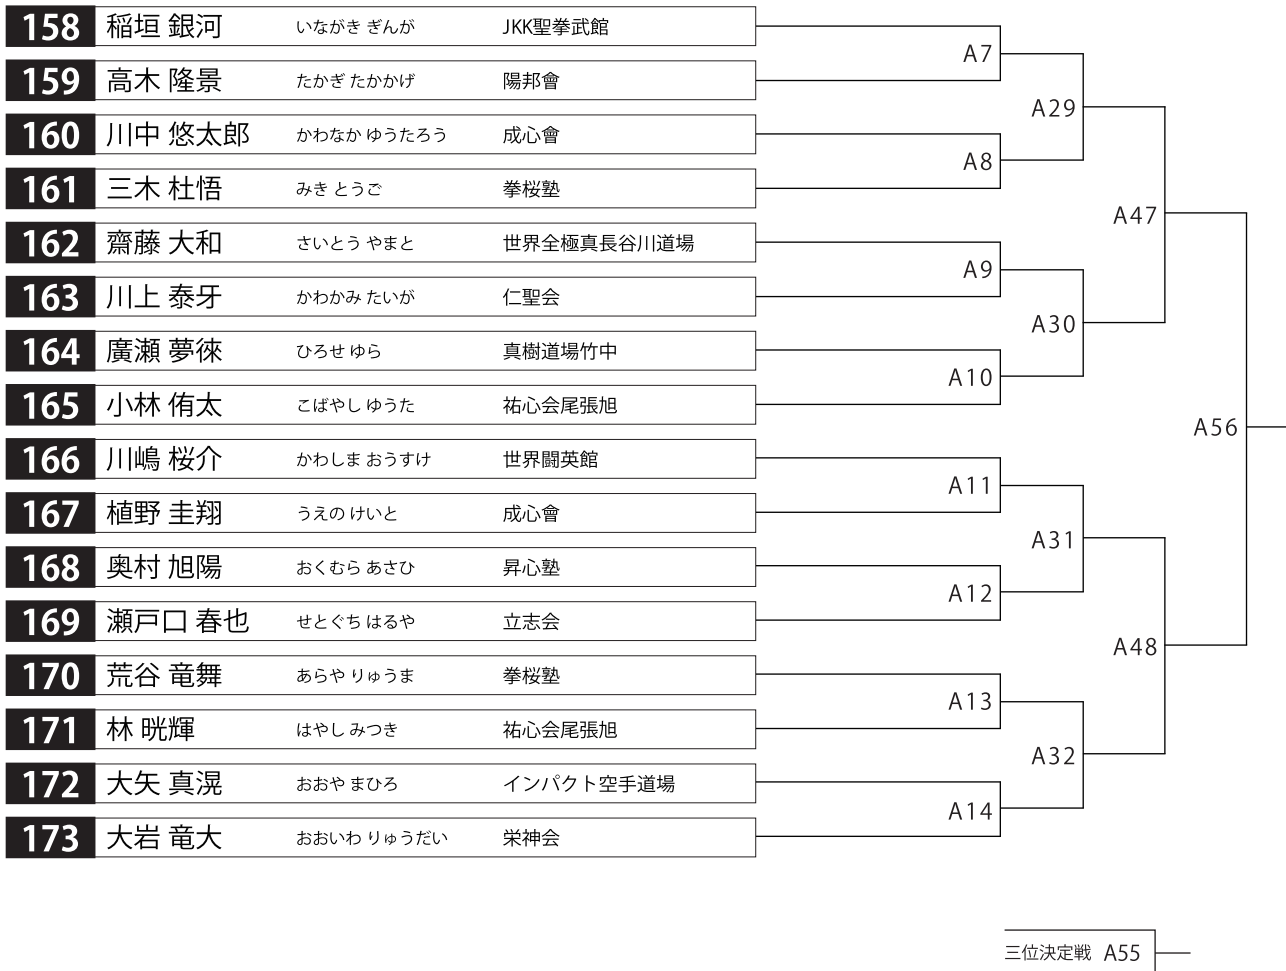 158 稲垣 銀河 いながき ぎんが JKK聖拳武館
159 高木 隆景 たかぎ たかかげ 陽邦會
160 川中 悠太郎 かわなか ゆうたろう 成心會
161 三木 杜悟 みき とうご 拳桜塾
162 齋藤 大和 さいとう やまと 世界全極真長谷川道場
163 川上 泰牙 かわかみ たいが 仁聖会
164 廣瀬 夢徠 ひろせ ゆら 真樹道場竹中
165 小林 侑太 こばやし ゆうた 祐心会尾張旭
166 川嶋 桜介 かわしま おうすけ 世界闘英館
167 植野 圭翔 うえの けいと 成心會
168 奥村 旭陽 おくむら あさひ 昇心塾
169 瀬戸口 春也 せとぐち はるや 立志会
170 荒谷 竜舞 あらや りゅうま 拳桜塾
171 林 晄輝 はやし みつき 祐心会尾張旭
172 大矢 真滉 おおや まひろ インパクト空手道場
173 大岩 竜大 おおいわ りゅうだい 栄神会
A7
A8
A9
A10
A11
A12
A13
A14
A29
A30
A31
A32
A47
A48
A56
三位決定戦 A55